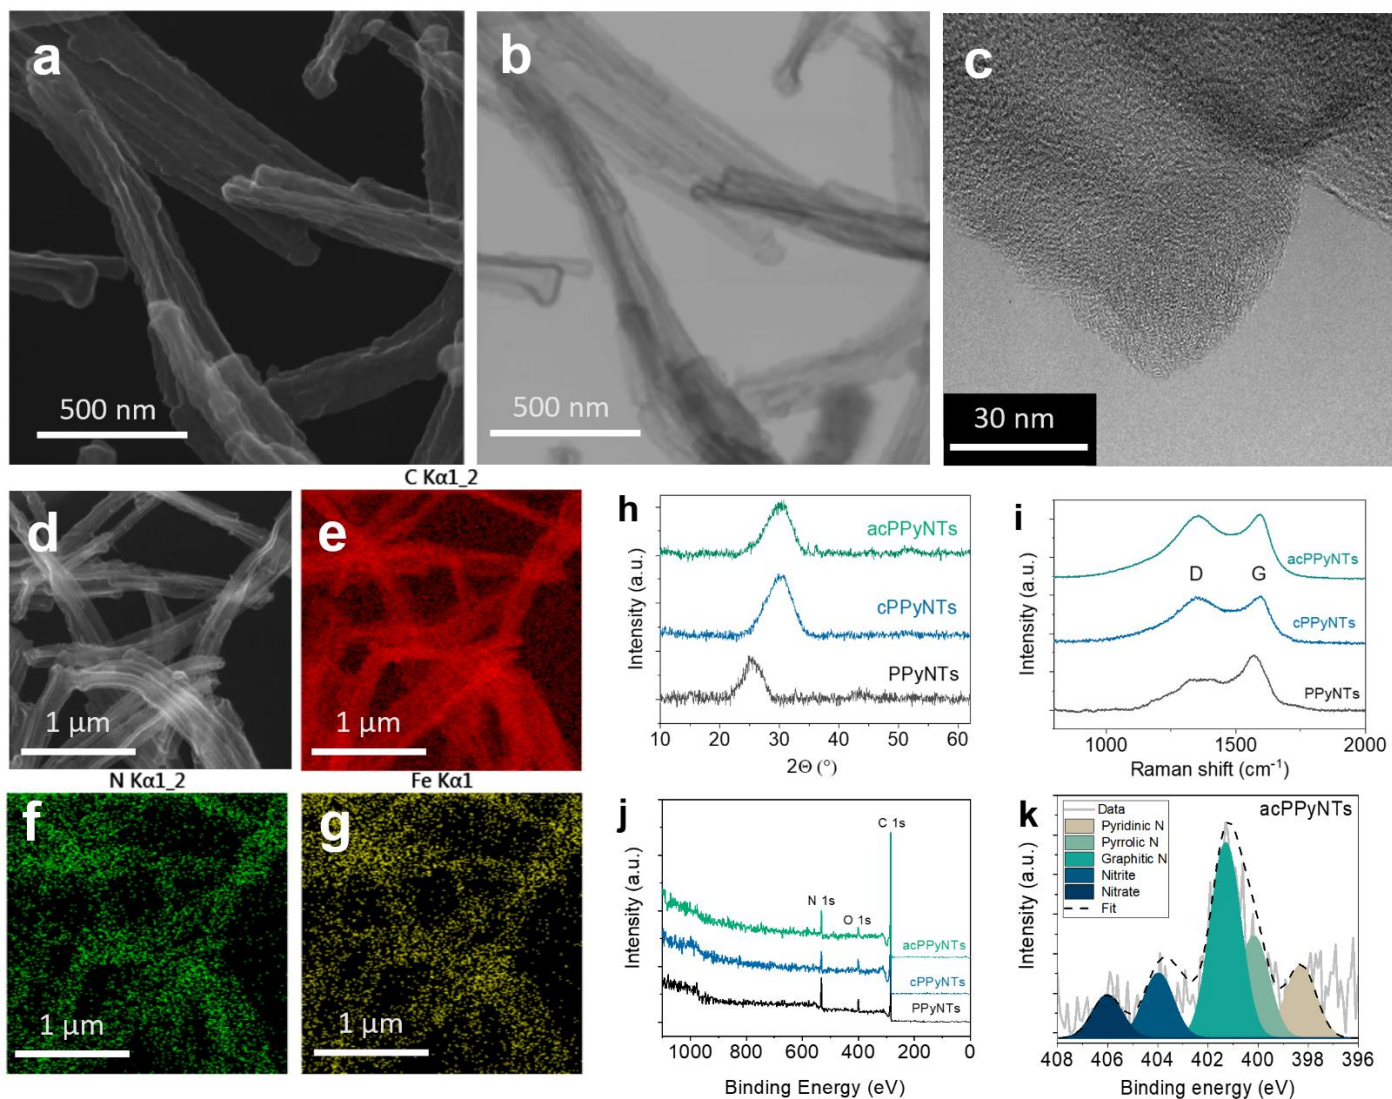 a
500 nm
b
500 nm
c
30 nm
C Kα1_2
d
1 μm
e
1 μm
N Kα1_2
Fe Kα1
f
1 μm
g
1 μm
h
acPPyNTs
cPPyNTs
PPyNTs
Intensity (a.u.)
10 20 30 40 50 60
2Θ (°)
i
acPPyNTs
D G
cPPyNTs
PPyNTs
Intensity (a.u.)
1000 1500 2000
Raman shift (cm⁻¹)
j
C 1s
N 1s
O 1s
acPPyNTs
cPPyNTs
PPyNTs
Intensity (a.u.)
1000 800 600 400 200 0
Binding Energy (eV)
k
acPPyNTs
Data
Pyridinic N
Pyrrolic N
Graphitic N
Nitrite
Nitrate
Fit
Intensity (a.u.)
408 406 404 402 400 398 396
Binding energy (eV)